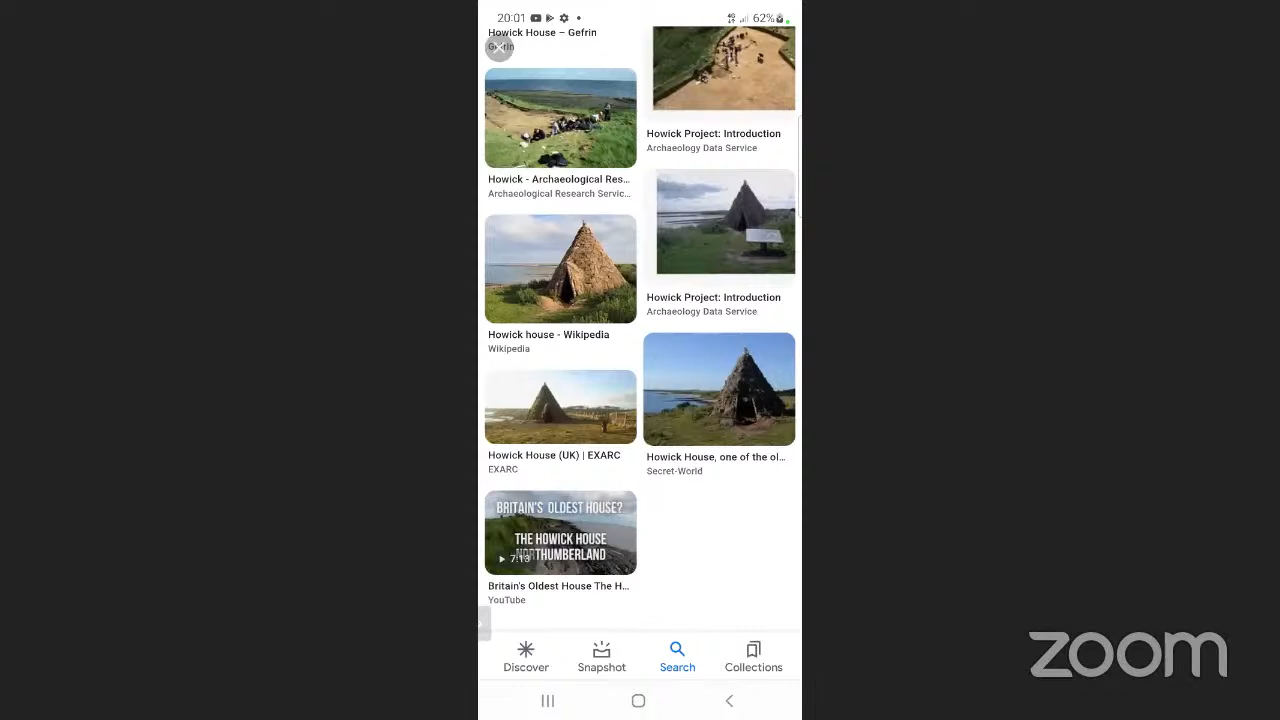 20:01
4G
62%
Howick House – Gefrin
Gefrin
Howick - Archaeological Res...
Archaeological Research Servic...
Howick house - Wikipedia
Wikipedia
Howick House (UK) | EXARC
EXARC
BRITAIN'S OLDEST HOUSE?
THE HOWICK HOUSE
NORTHUMBERLAND
7:13
Britain's Oldest House The H...
YouTube
Howick Project: Introduction
Archaeology Data Service
Howick Project: Introduction
Archaeology Data Service
Howick House, one of the ol...
Secret-World
Discover
Snapshot
Search
Collections
zoom